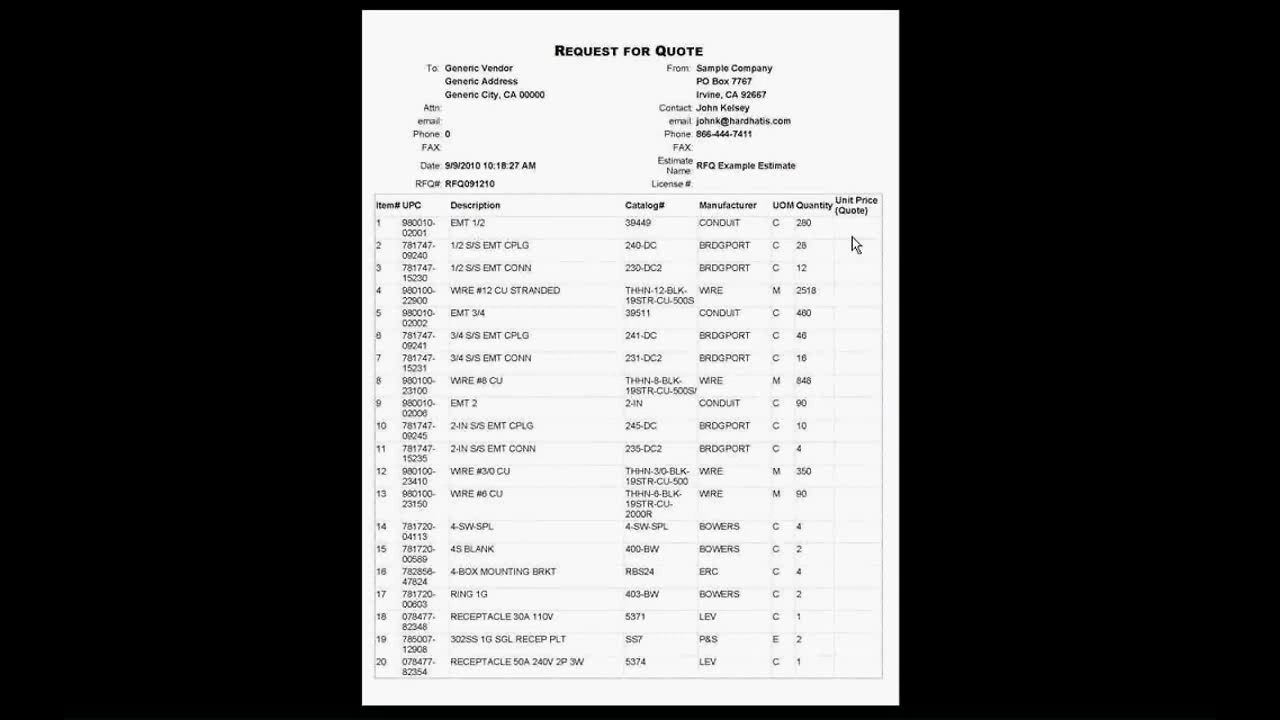 REQUEST FOR QUOTE
To: Generic Vendor From: Sample Company
Generic Address PO Box 7767
Generic City, CA 00000 Irvine, CA 92667
Attn: Contact: John Kelsey
email: email: johnk@hardhatis.com
Phone: 0 Phone: 866-444-7411
FAX: FAX:
Date: 9/9/2010 10:18:27 AM Estimate Name: RFQ Example Estimate
RFQ#: RFQ091210 License #:
Item# UPC Description Catalog# Manufacturer UOM Quantity Unit Price (Quote)
1 980010- EMT 1/2 39449 CONDUIT C 280
02001
2 781747- 1/2 S/S EMT CPLG 240-DC BRDGPORT C 28
09240
3 781747- 1/2 S/S EMT CONN 230-DC2 BRDGPORT C 12
15230
4 980100- WIRE #12 CU STRANDED THHN-12-BLK- WIRE M 2518
22900 19STR-CU-500S
5 980010- EMT 3/4 39511 CONDUIT C 460
02002
6 781747- 3/4 S/S EMT CPLG 241-DC BRDGPORT C 46
09241
7 781747- 3/4 S/S EMT CONN 231-DC2 BRDGPORT C 16
15231
8 980100- WIRE #8 CU THHN-8-BLK- WIRE M 848
23100 19STR-CU-500S/
9 980010- EMT 2 2-IN CONDUIT C 90
02006
10 781747- 2-IN S/S EMT CPLG 245-DC BRDGPORT C 10
09245
11 781747- 2-IN S/S EMT CONN 235-DC2 BRDGPORT C 4
15235
12 980100- WIRE #3/0 CU THHN-3/0-BLK- WIRE M 350
23410 19STR-CU-500
13 980100- WIRE #6 CU THHN-6-BLK- WIRE M 90
23150 19STR-CU-
2000R
14 781720- 4-SW-SPL 4-SW-SPL BOWERS C 4
04113
15 781720- 4S BLANK 400-BW BOWERS C 2
00589
16 782856- 4-BOX MOUNTING BRKT RBS24 ERC C 4
47824
17 781720- RING 1G 403-BW BOWERS C 2
00603
18 078477- RECEPTACLE 30A 110V 5371 LEV C 1
82348
19 785007- 302SS 1G SGL RECEP PLT SS7 P&S E 2
12908
20 078477- RECEPTACLE 50A 240V 2P 3W 5374 LEV C 1
82354